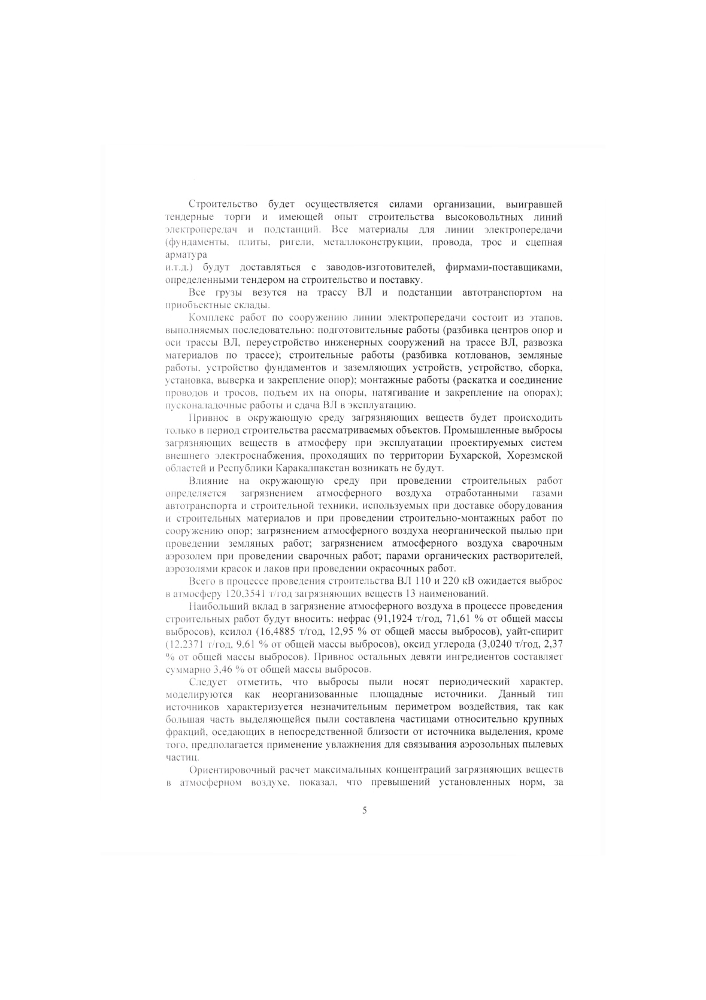 Строительство будет осуществляется силами организации, выигравшей
тендерные торги и имеющей опыт строительства высоковольтных линий
электропередач и подстанций. Все материалы для линии электропередачи
(фундаменты, плиты, ригели, металлоконструкции, провода, трос и сцепная
арматура
и.т.д.) будут доставляться с заводов-изготовителей, фирмами-поставщиками,
определенными тендером на строительство и поставку.
Все грузы везутся на трассу ВЛ и подстанции автотранспортом на
приобъектные склады.
Комплекс работ по сооружению линии электропередачи состоит из этапов,
выполняемых последовательно: подготовительные работы (разбивка центров опор и
оси трассы ВЛ, переустройство инженерных сооружений на трассе ВЛ, развозка
материалов по трассе); строительные работы (разбивка котлованов, земляные
работы, устройство фундаментов и заземляющих устройств, устройство, сборка,
установка, выверка и закрепление опор); монтажные работы (раскатка и соединение
проводов и тросов, подъем их на опоры, натягивание и закрепление на опорах);
пусконаладочные работы и сдача ВЛ в эксплуатацию.
Привнос в окружающую среду загрязняющих веществ будет происходить
только в период строительства рассматриваемых объектов. Промышленные выбросы
загрязняющих веществ в атмосферу при эксплуатации проектируемых систем
внешнего электроснабжения, проходящих по территории Бухарской, Хорезмской
областей и Республики Каракалпакстан возникать не будут.
Влияние на окружающую среду при проведении строительных работ
определяется загрязнением атмосферного воздуха отработанными газами
автотранспорта и строительной техники, используемых при доставке оборудования
и строительных материалов и при проведении строительно-монтажных работ по
сооружению опор; загрязнением атмосферного воздуха неорганической пылью при
проведении земляных работ; загрязнением атмосферного воздуха сварочным
аэрозолем при проведении сварочных работ; парами органических растворителей,
аэрозолями красок и лаков при проведении окрасочных работ.
Всего в процессе проведения строительства ВЛ 110 и 220 кВ ожидается выброс
в атмосферу 120,3541 т/год загрязняющих веществ 13 наименований.
Наибольший вклад в загрязнение атмосферного воздуха в процессе проведения
строительных работ будут вносить: нефрас (91,1924 т/год, 71,61 % от общей массы
выбросов), ксилол (16,4885 т/год, 12,95 % от общей массы выбросов), уайт-спирит
(12,2371 т/год, 9,61 % от общей массы выбросов), оксид углерода (3,0240 т/год, 2,37
% от общей массы выбросов). Привнос остальных девяти ингредиентов составляет
суммарно 3,46 % от общей массы выбросов.
Следует отметить, что выбросы пыли носят периодический характер,
моделируются как неорганизованные площадные источники. Данный тип
источников характеризуется незначительным периметром воздействия, так как
большая часть выделяющейся пыли составлена частицами относительно крупных
фракций, оседающих в непосредственной близости от источника выделения, кроме
того, предполагается применение увлажнения для связывания аэрозольных пылевых
частиц.
Ориентировочный расчет максимальных концентраций загрязняющих веществ
в атмосферном воздухе, показал, что превышений установленных норм, за
5